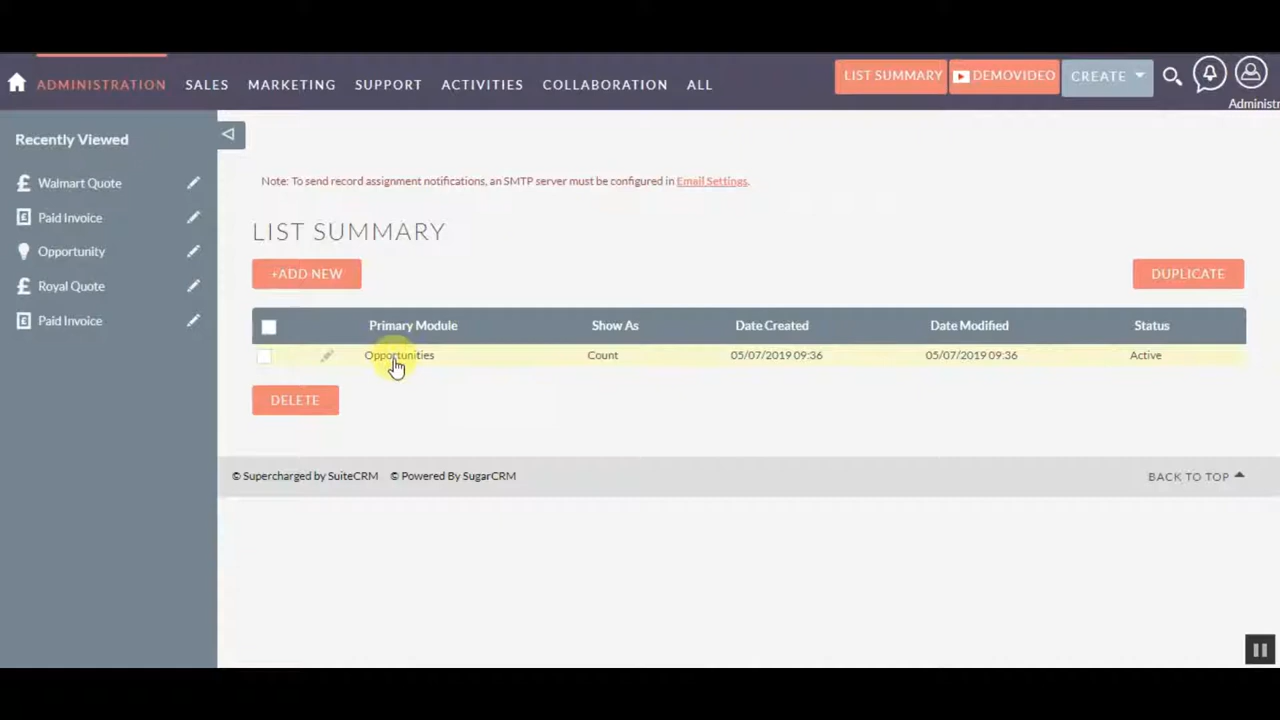 ADMINISTRATION SALES MARKETING SUPPORT ACTIVITIES COLLABORATION ALL LIST SUMMARY DEMOVIDEO CREATE
Administr
Recently Viewed
Walmart Quote
Paid Invoice
Opportunity
Royal Quote
Paid Invoice
Note: To send record assignment notifications, an SMTP server must be configured in Email Settings.
LIST SUMMARY
+ADD NEW DUPLICATE
Primary Module Show As Date Created Date Modified Status
Opportunities Count 05/07/2019 09:36 05/07/2019 09:36 Active
DELETE
© Supercharged by SuiteCRM © Powered By SugarCRM BACK TO TOP